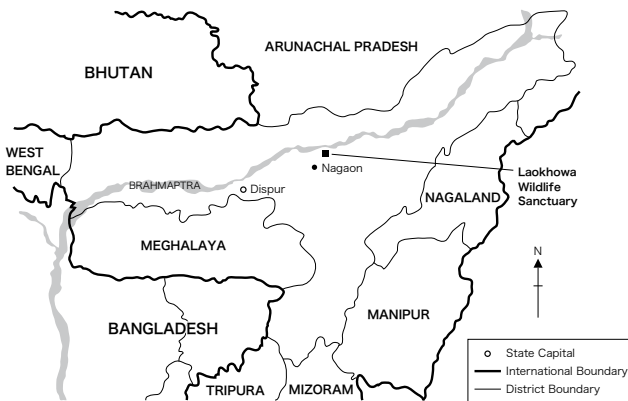 ARUNACHAL PRADESH
BHUTAN
WEST
BENGAL
BRAHMAPTRA
Nagaon
Dispur
Laokhowa
Wildlife
Sanctuary
NAGALAND
MEGHALAYA
N
MANIPUR
BANGLADESH
TRIPURA
MIZORAM
State Capital
International Boundary
District Boundary